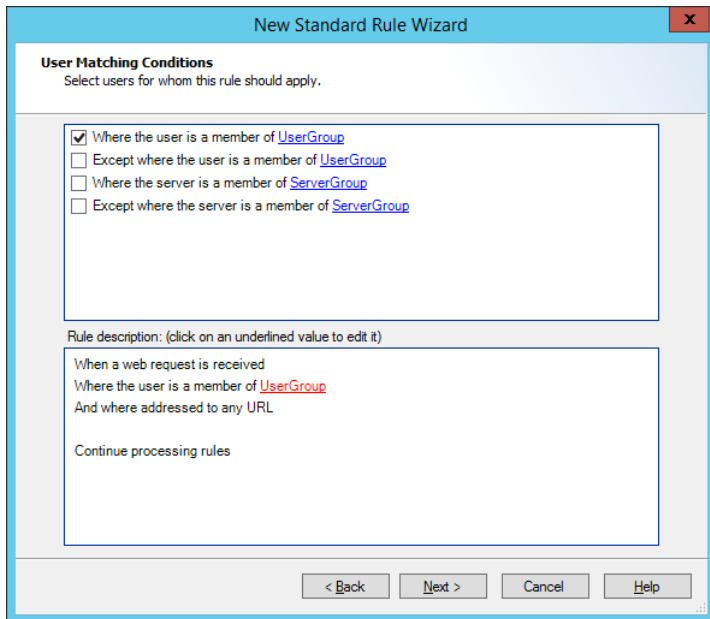 New Standard Rule Wizard
x
User Matching Conditions
Select users for whom this rule should apply.
Where the user is a member of UserGroup
Except where the user is a member of UserGroup
Where the server is a member of ServerGroup
Except where the server is a member of ServerGroup
Rule description: (click on an underlined value to edit it)
When a web request is received
Where the user is a member of UserGroup
And where addressed to any URL
Continue processing rules
< Back Next > Cancel Help